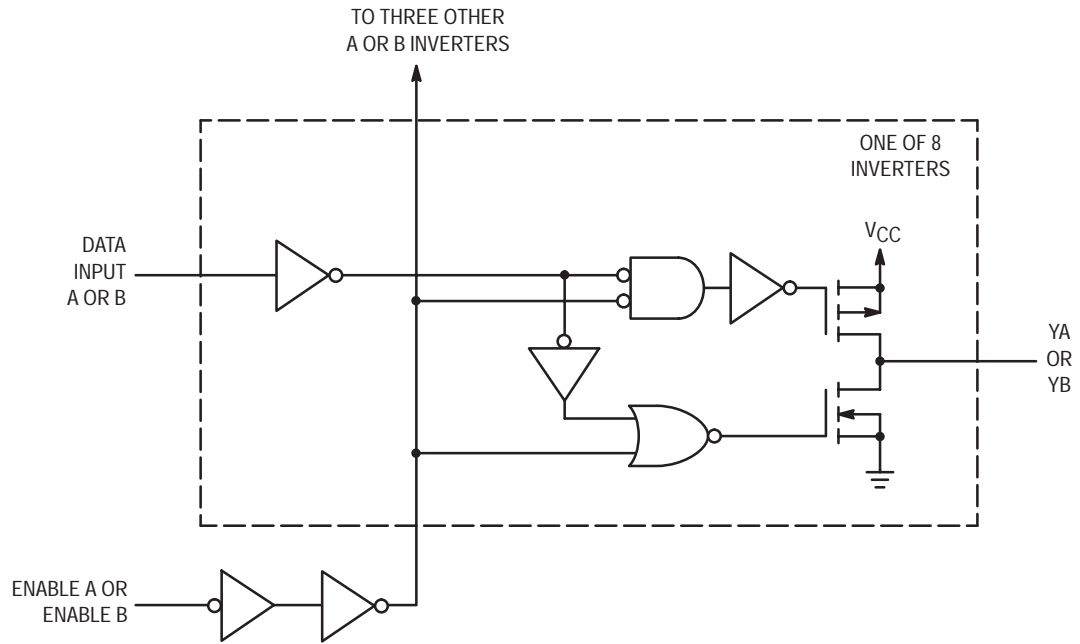 TO THREE OTHER
A OR B INVERTERS
ONE OF 8
INVERTERS
DATA
INPUT
A OR B
VCC
YA
OR
YB
ENABLE A OR
ENABLE B